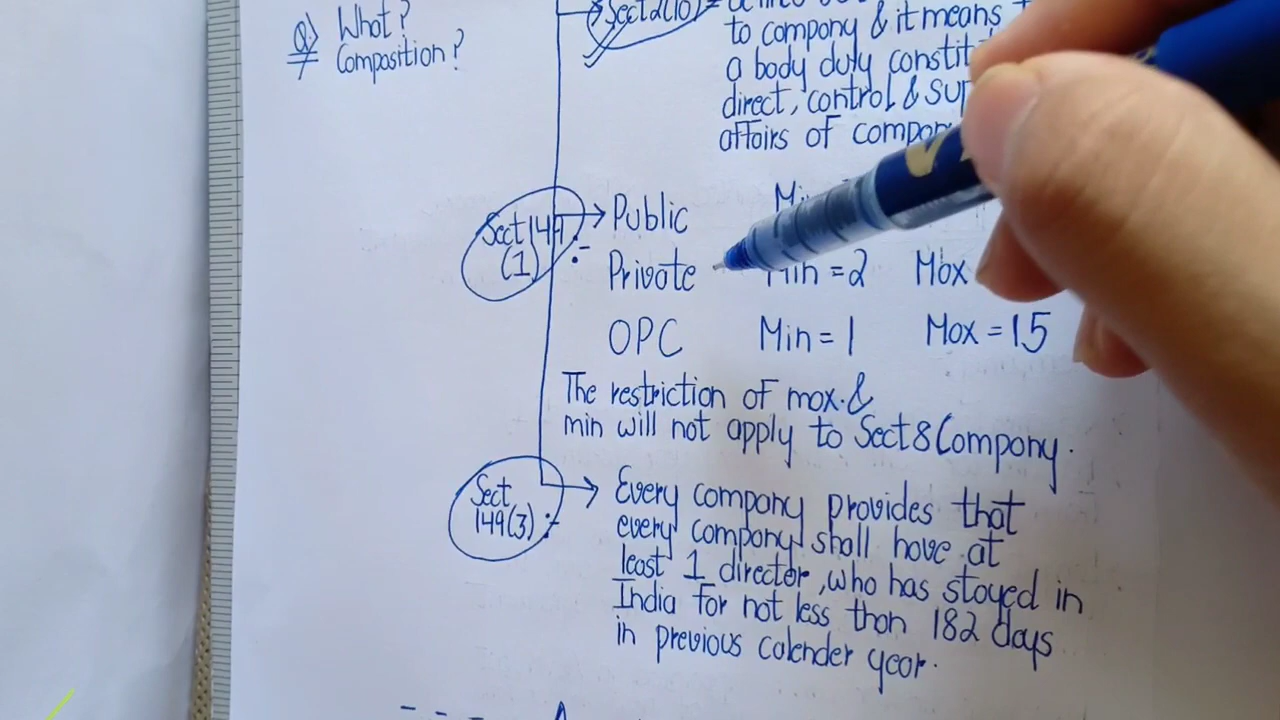 Q) What?
Composition?
Sect 2(10) =
to company & it means
a body duly
direct, control &
affairs of
Sect 149
(1) :-
Public
Private Min = 2 Max
OPC Min = 1 Max = 15
The restriction of max. &
min will not apply to Sect 8 Company.
Sect
149(3) :-
Every company provides that
every company shall have at
least 1 director, who has stayed in
India for not less than 182 days
in previous calender year.